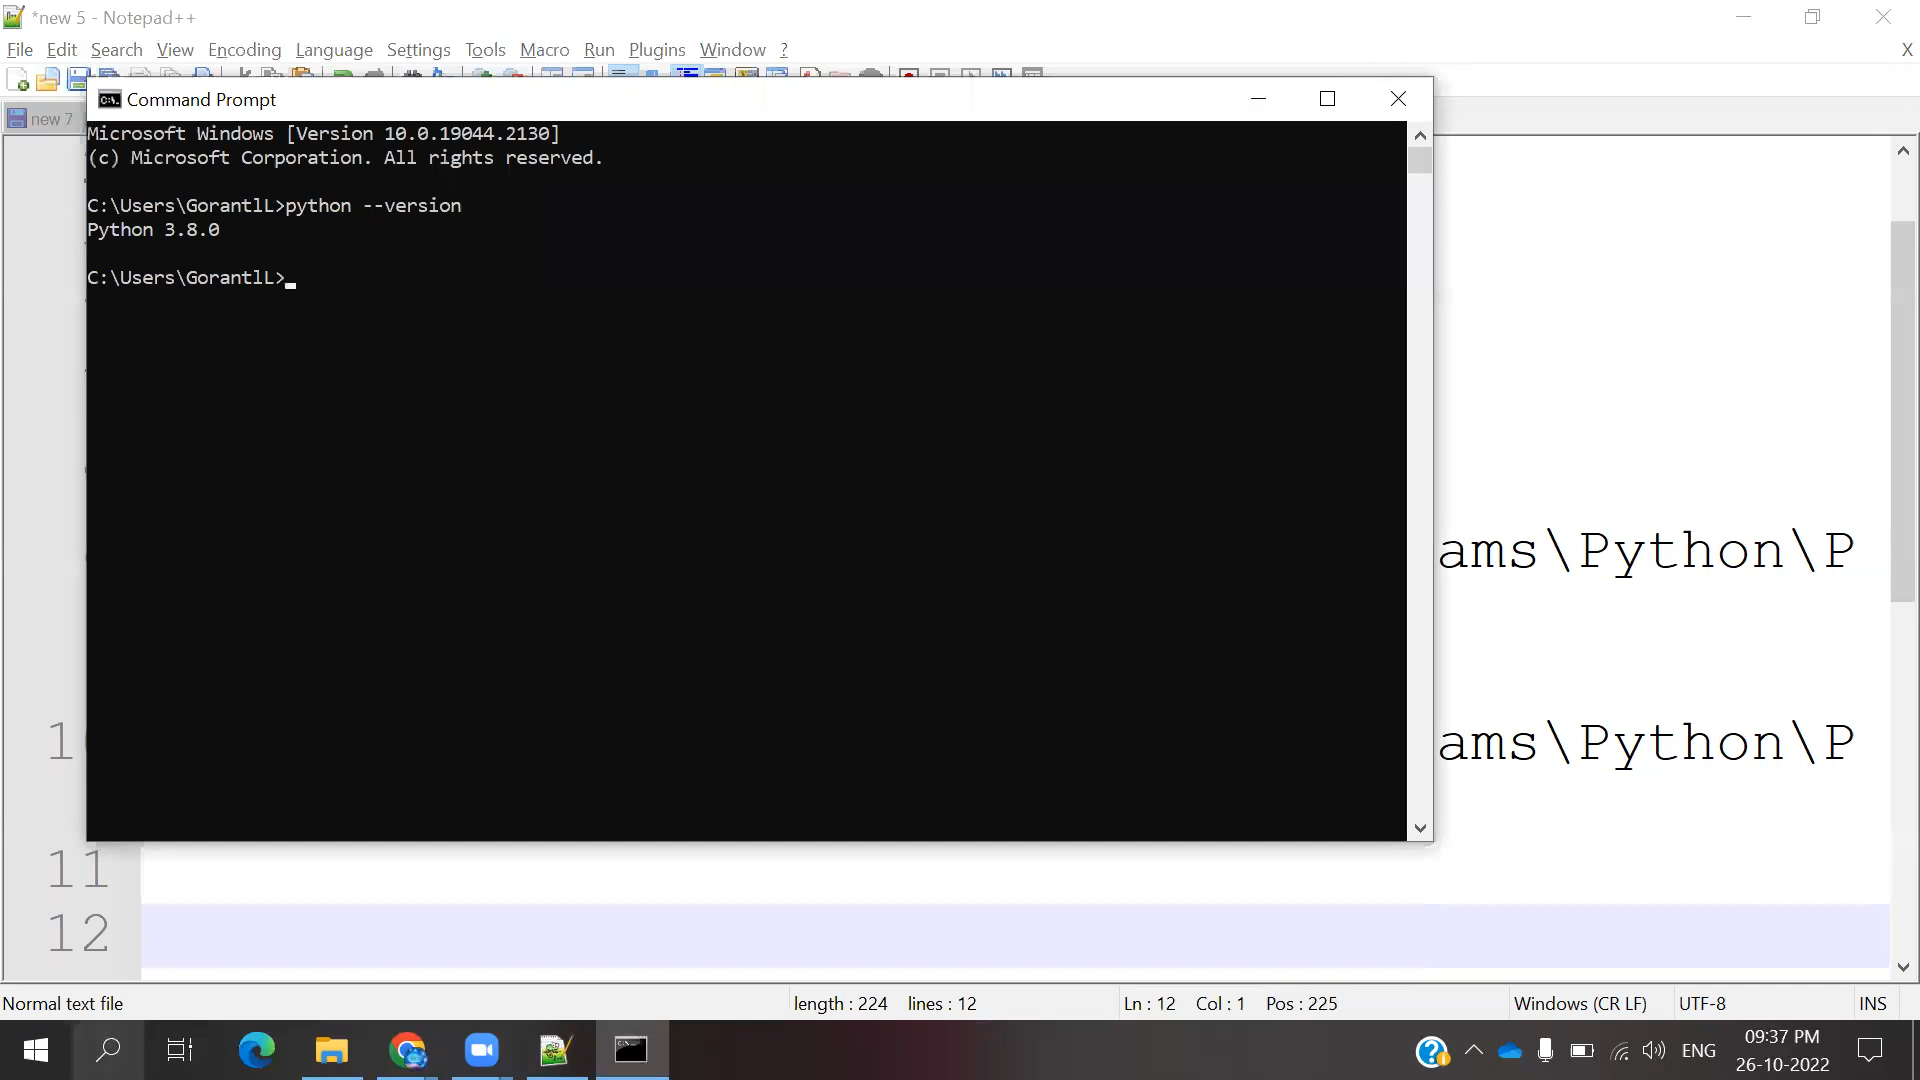 *new 5 - Notepad++
File Edit Search View Encoding Language Settings Tools Macro Run Plugins Window ? X
new 7
Command Prompt
Microsoft Windows [Version 10.0.19044.2130]
(c) Microsoft Corporation. All rights reserved.
C:\Users\GorantlL>python --version
Python 3.8.0
C:\Users\GorantlL>
ams\Python\P
1
ams\Python\P
11
12
Normal text file length : 224 lines : 12 Ln : 12 Col : 1 Pos : 225 Windows (CR LF) UTF-8 INS
ENG
09:37 PM
26-10-2022